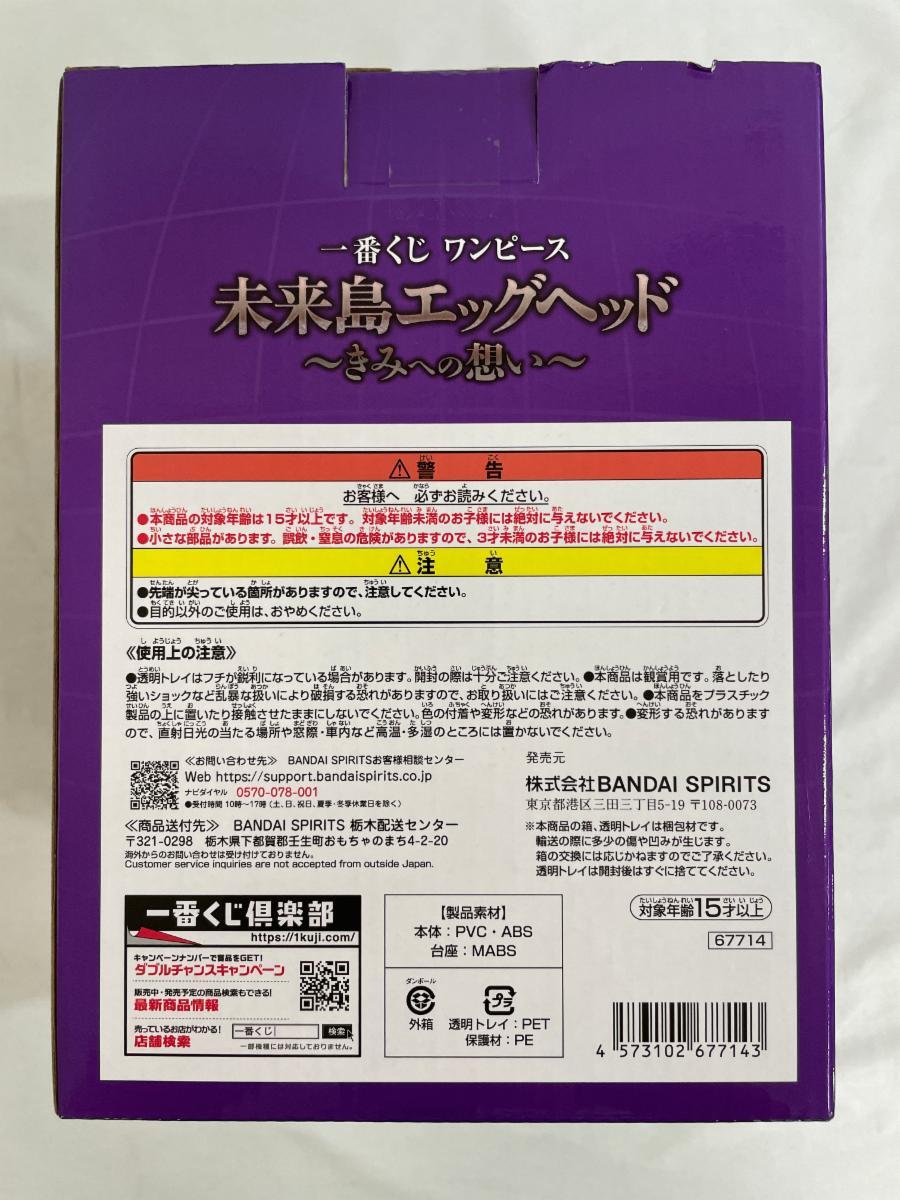 一番くじ ワンピース
未来島エッグヘッド
～きみへの想い～
⚠警告
お客様へ 必ずお読みください。
●本商品の対象年齢は15才以上です。対象年齢未満のお子様には絶対に与えないでください。
●小さな部品があります。誤飲・窒息の危険がありますので、3才未満のお子様には絶対に与えないでください。
⚠注意
●先端が尖っている箇所がありますので、注意してください。
●目的以外のご使用は、おやめください。
《使用上の注意》
●透明トレイはフチが鋭利になっている場合があります。開封の際は十分ご注意ください。●本商品は観賞用です。落としたり
強いショックなど乱暴な扱いにより破損する恐れがありますので、お取り扱いにはご注意ください。●本商品をプラスチック
製品の上に置いたり接触させたままにしないでください。色の付着や変形などの恐れがあります。●変形する恐れがあります
ので、直射日光の当たる場所や窓際・車内など高温・多湿のところには置かないでください。
≪お問い合わせ先≫ BANDAI SPIRITSお客様相談センター
Web https://support.bandaispirits.co.jp
ナビダイヤル 0570-078-001
●受付時間 10時〜17時(土、日、祝日、夏季・冬季休業日を除く)
≪商品送付先≫ BANDAI SPIRITS 栃木配送センター
〒321-0298 栃木県下都賀郡壬生町おもちゃのまち4-2-20
海外からのお問い合わせは受け付けておりません。
Customer service inquiries are not accepted from outside Japan.
発売元
株式会社BANDAI SPIRITS
東京都港区三田三丁目5-19 〒108-0073
※本商品の箱、透明トレイは梱包材です。
輸送の際に多少の傷や凹みが生じます。
箱の交換には応じかねますのでご了承ください。
透明トレイは開封後はすぐに捨ててください。
一番くじ倶楽部
https://1kuji.com/
キャンペーンナンバーで賞品をGET!
ダブルチャンスキャンペーン
販売中・発売予定の商品検索もできる!
最新商品情報
売っているお店がわかる!
店舗検索
一番くじ 検索
一部機種には対応しておりません。
【製品素材】
本体:PVC・ABS
台座:MABS
ダンボール
外箱
プラ
透明トレイ:PET
保護材:PE
対象年齢15才以上
67714
4 573102 677143